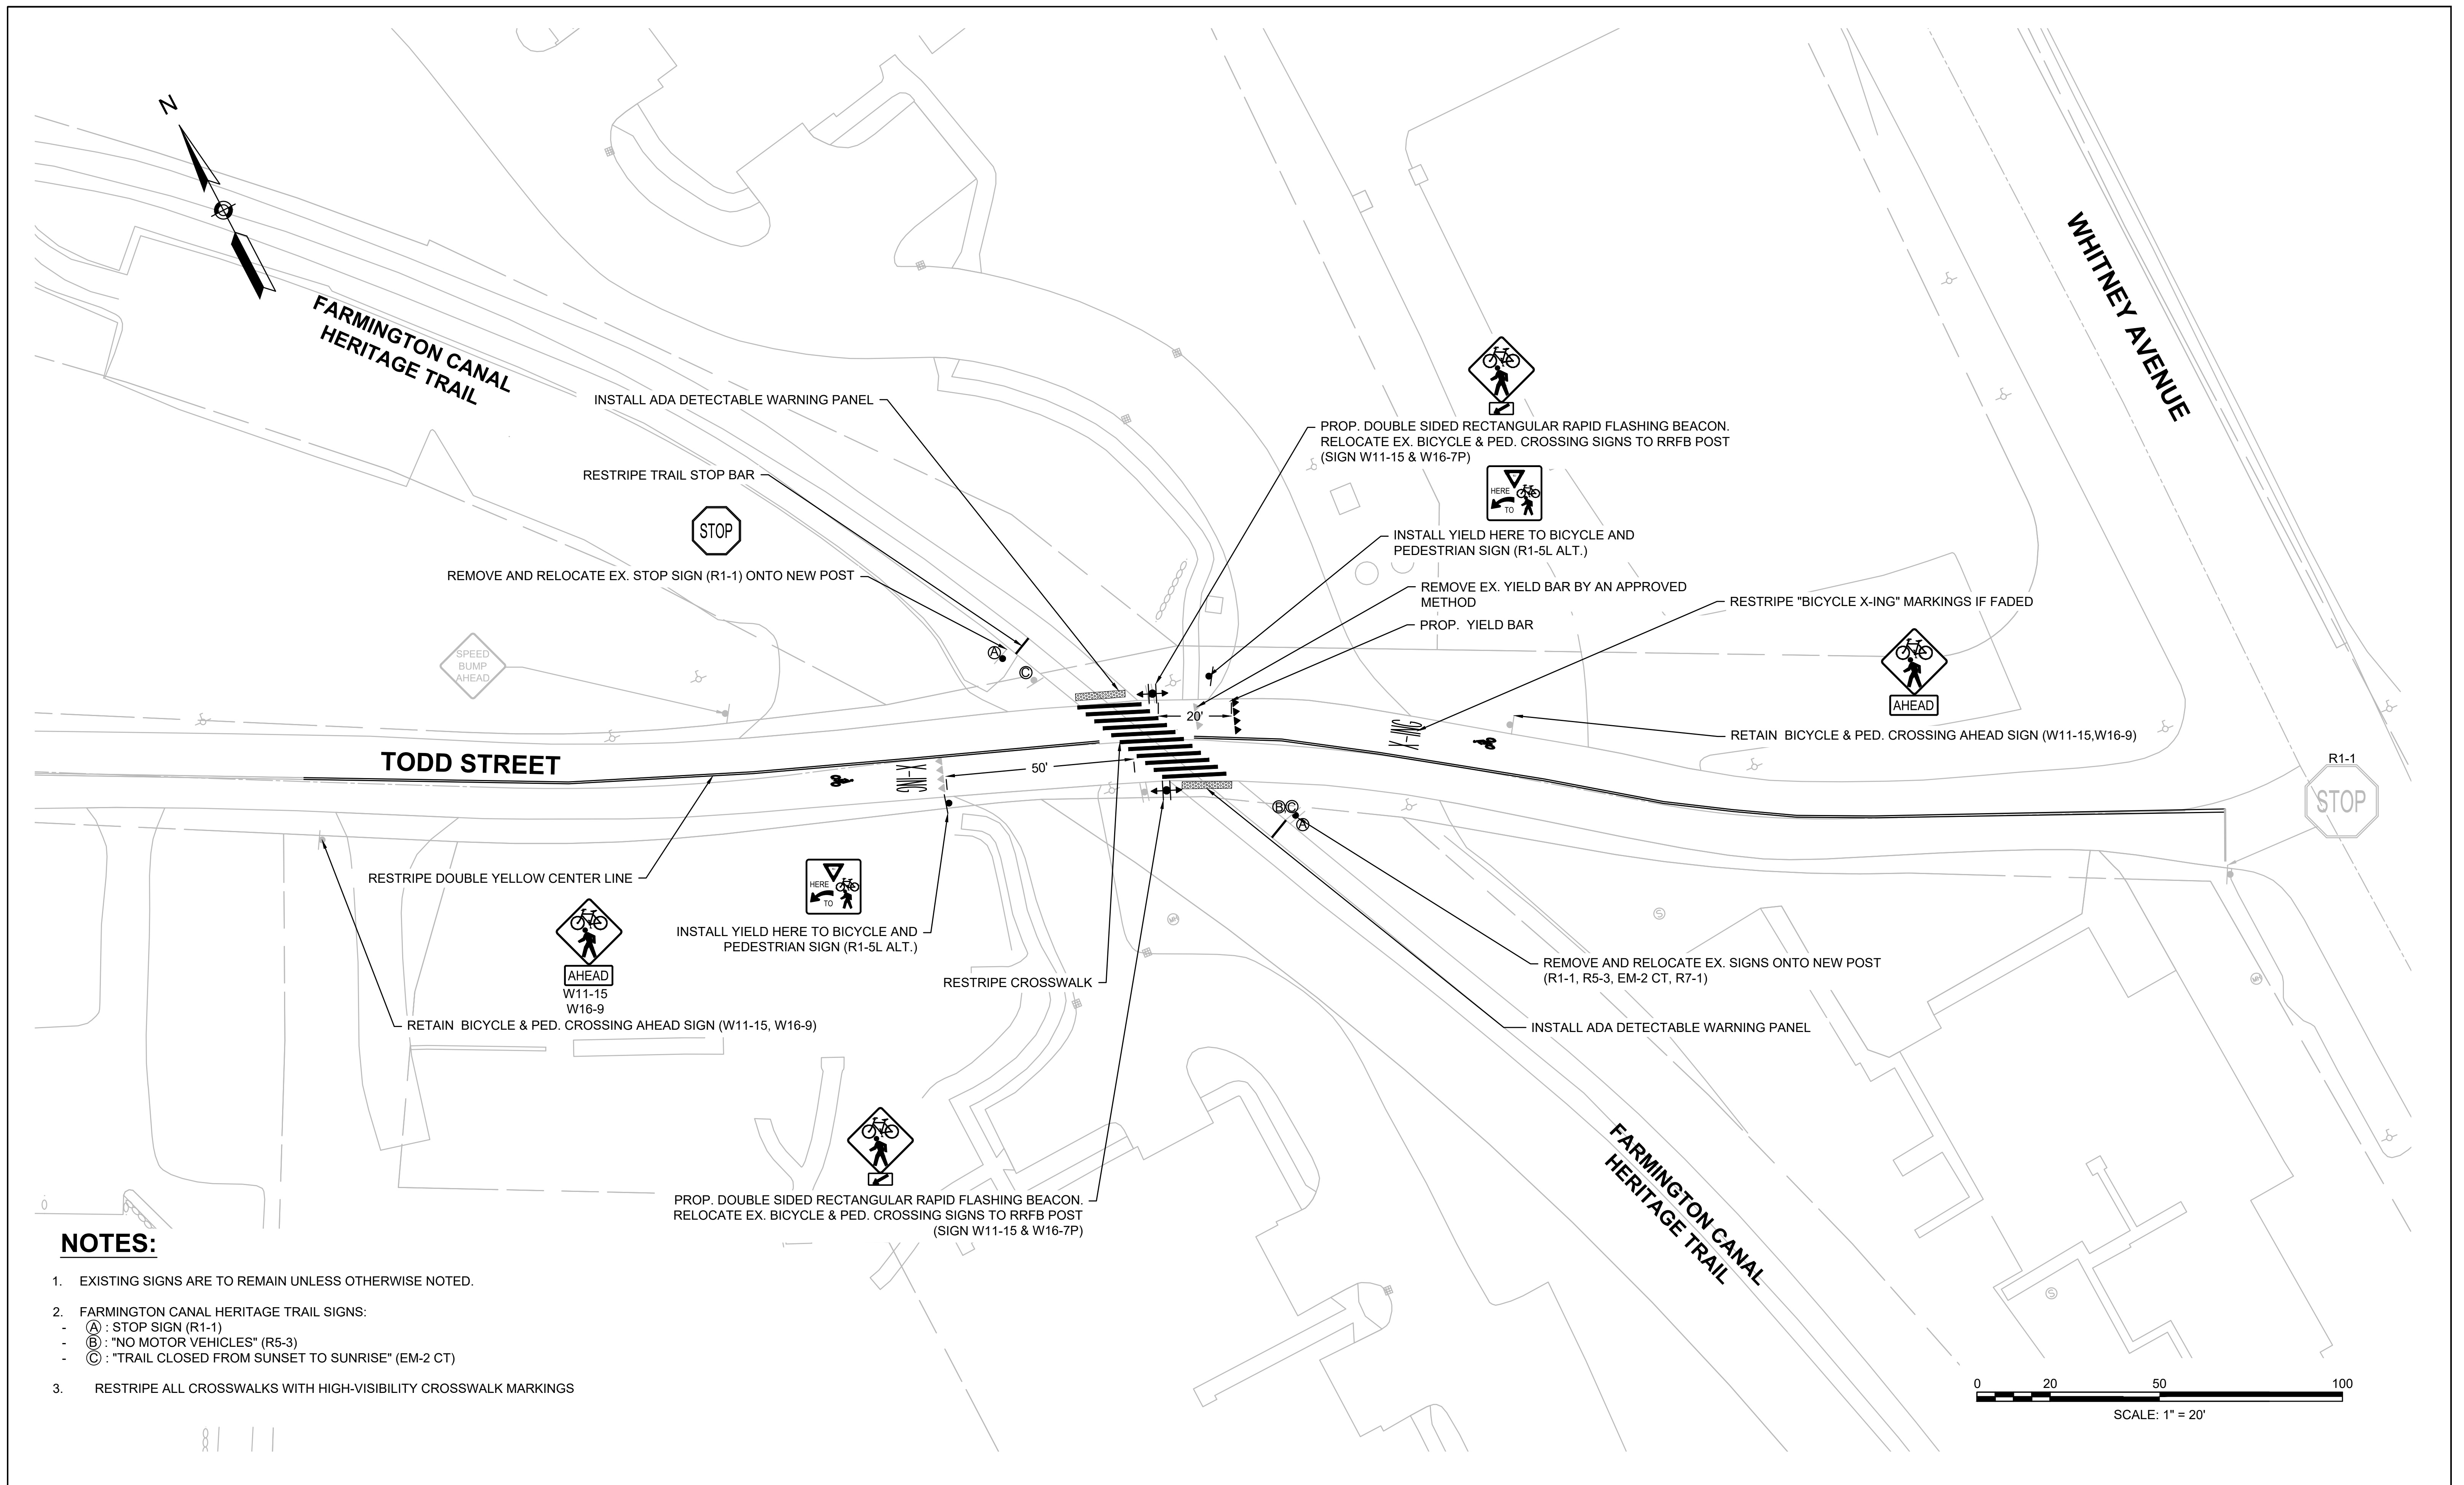 N
FARMINGTON CANAL
HERITAGE TRAIL
WHITNEY AVENUE
INSTALL ADA DETECTABLE WARNING PANEL
RESTRIPE TRAIL STOP BAR
STOP
REMOVE AND RELOCATE EX. STOP SIGN (R1-1) ONTO NEW POST
PROP. DOUBLE SIDED RECTANGULAR RAPID FLASHING BEACON.
RELOCATE EX. BICYCLE & PED. CROSSING SIGNS TO RRFB POST
(SIGN W11-15 & W16-7P)
HERE
TO
INSTALL YIELD HERE TO BICYCLE AND
PEDESTRIAN SIGN (R1-5L ALT.)
REMOVE EX. YIELD BAR BY AN APPROVED
METHOD
PROP. YIELD BAR
RESTRIPE "BICYCLE X-ING" MARKINGS IF FADED
AHEAD
RETAIN BICYCLE & PED. CROSSING AHEAD SIGN (W11-15,W16-9)
R1-1
STOP
SPEED
BUMP
AHEAD
A
C
20'
X-ING
TODD STREET
50'
X-ING
B C
A
RESTRIPE DOUBLE YELLOW CENTER LINE
AHEAD
W11-15
W16-9
RETAIN BICYCLE & PED. CROSSING AHEAD SIGN (W11-15, W16-9)
HERE
TO
INSTALL YIELD HERE TO BICYCLE AND
PEDESTRIAN SIGN (R1-5L ALT.)
RESTRIPE CROSSWALK
MH
S
MH
S
REMOVE AND RELOCATE EX. SIGNS ONTO NEW POST
(R1-1, R5-3, EM-2 CT, R7-1)
INSTALL ADA DETECTABLE WARNING PANEL
PROP. DOUBLE SIDED RECTANGULAR RAPID FLASHING BEACON.
RELOCATE EX. BICYCLE & PED. CROSSING SIGNS TO RRFB POST
(SIGN W11-15 & W16-7P)
FARMINGTON CANAL
HERITAGE TRAIL
NOTES:
1. EXISTING SIGNS ARE TO REMAIN UNLESS OTHERWISE NOTED.
2. FARMINGTON CANAL HERITAGE TRAIL SIGNS:
- A : STOP SIGN (R1-1)
- B : "NO MOTOR VEHICLES" (R5-3)
- C : "TRAIL CLOSED FROM SUNSET TO SUNRISE" (EM-2 CT)
3. RESTRIPE ALL CROSSWALKS WITH HIGH-VISIBILITY CROSSWALK MARKINGS
0 20 50 100
SCALE: 1" = 20'